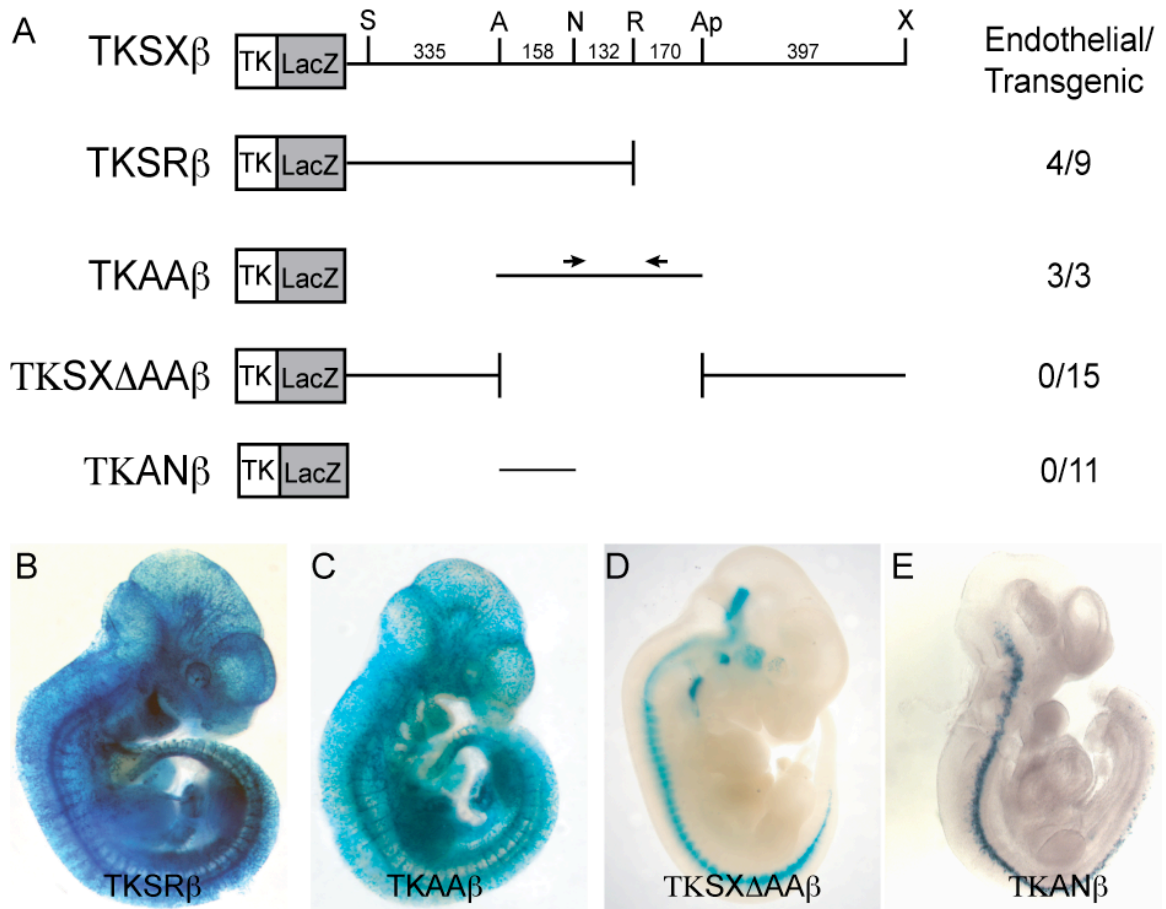 A
S A N R Ap X
TKSXβ TK LacZ 335 158 132 170 397
Endothelial/
Transgenic
TKSRβ TK LacZ 4/9
TKAAβ TK LacZ 3/3
TKSXΔAAβ TK LacZ 0/15
TKANβ TK LacZ 0/11
B C D E
TKSRβ TKAAβ TKSXΔAAβ TKANβ